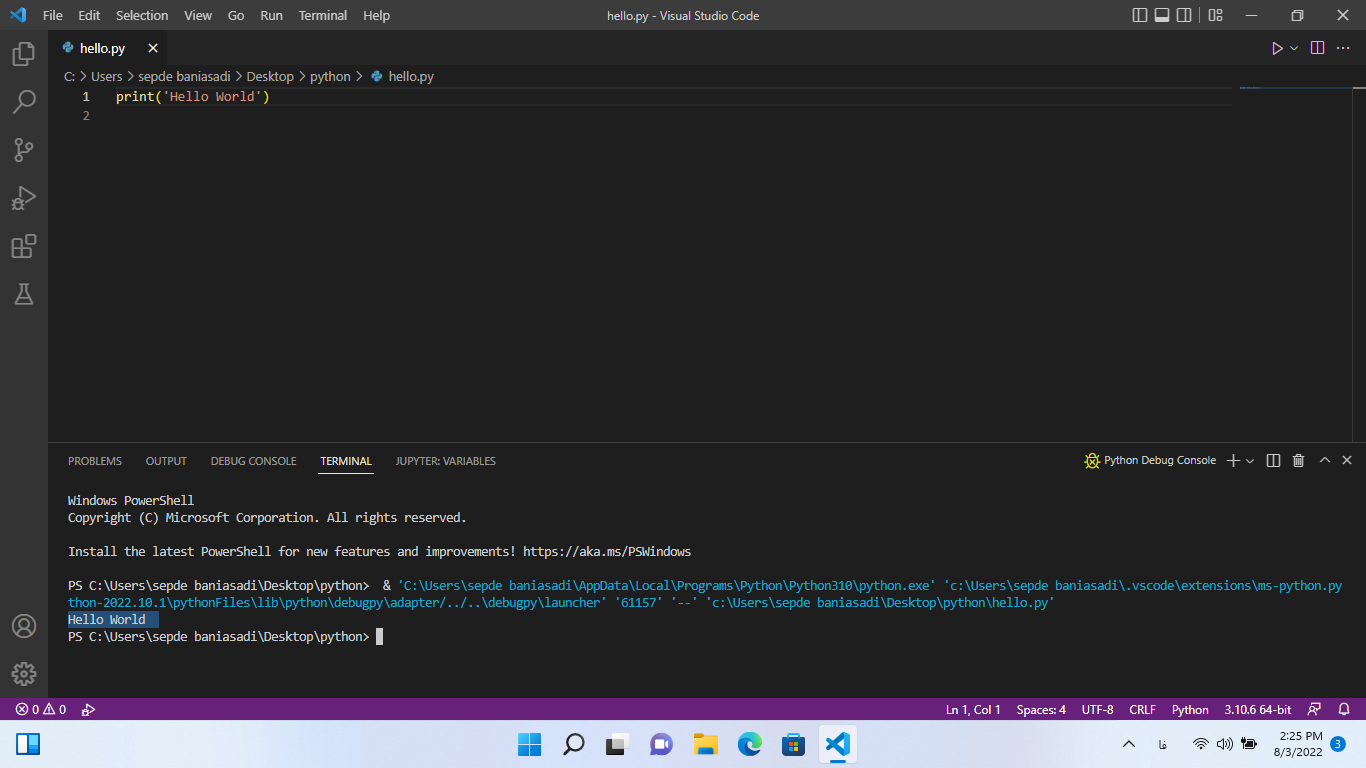 File Edit Selection View Go Run Terminal Help hello.py - Visual Studio Code
hello.py
C: > Users > sepde baniasadi > Desktop > python > hello.py
1 print('Hello World')
2
PROBLEMS OUTPUT DEBUG CONSOLE TERMINAL JUPYTER: VARIABLES Python Debug Console
Windows PowerShell
Copyright (C) Microsoft Corporation. All rights reserved.
Install the latest PowerShell for new features and improvements! https://aka.ms/PSWindows
PS C:\Users\sepde baniasadi\Desktop\python>  & 'C:\Users\sepde baniasadi\AppData\Local\Programs\Python\Python310\python.exe' 'c:\Users\sepde baniasadi\.vscode\extensions\ms-python.py
thon-2022.10.1\pythonFiles\lib\python\debugpy\adapter/../..\debugpy\launcher' '61157' '--' 'c:\Users\sepde baniasadi\Desktop\python\hello.py'
Hello World
PS C:\Users\sepde baniasadi\Desktop\python>
0 0 Ln 1, Col 1 Spaces: 4 UTF-8 CRLF Python 3.10.6 64-bit
فا 2:25 PM
8/3/2022 3